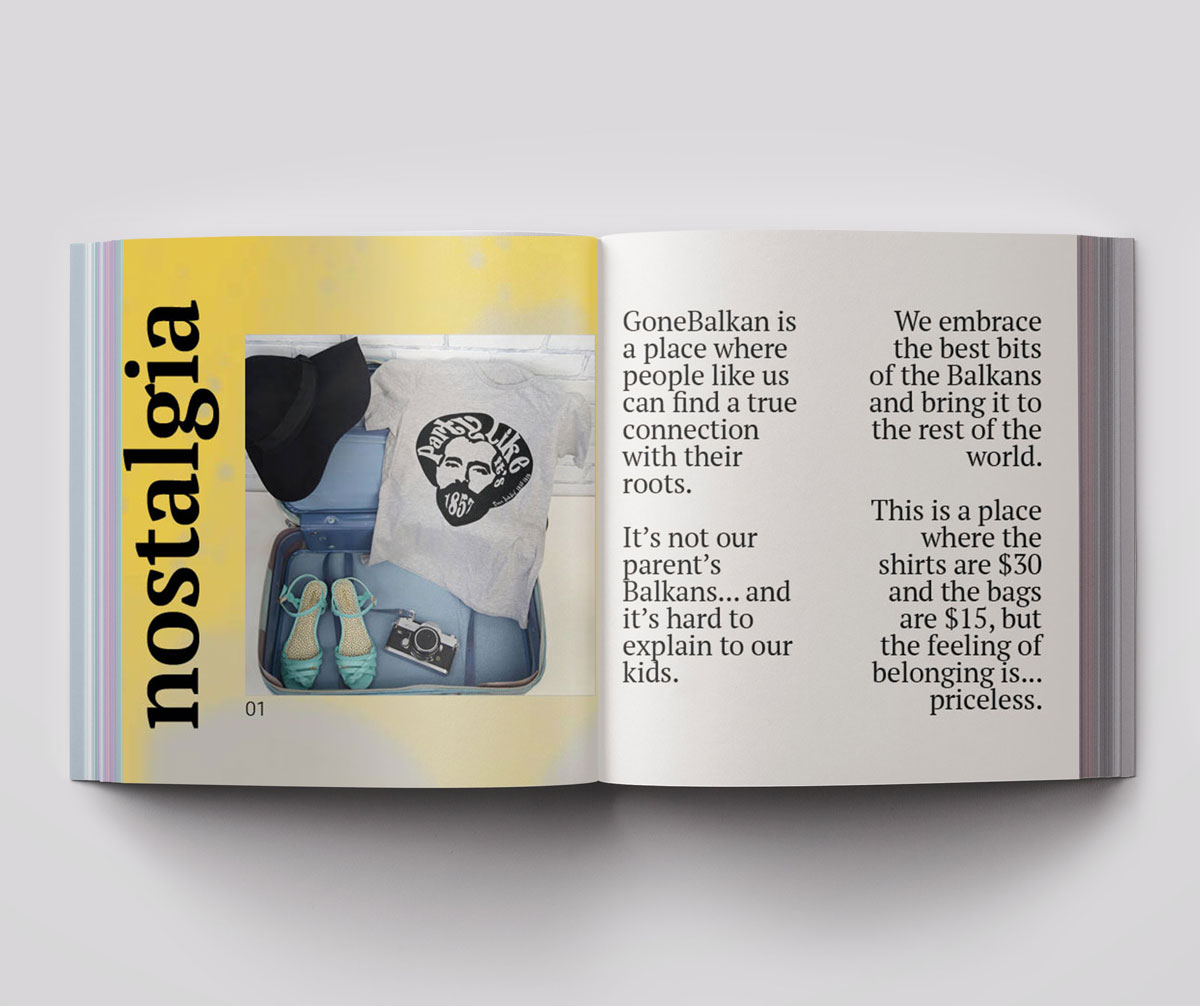 nostalgia
party like
it's
1857
01
GoneBalkan is
a place where
people like us
can find a true
connection
with their
roots.
It’s not our
parent’s
Balkans... and
it’s hard to
explain to our
kids.
We embrace
the best bits
of the Balkans
and bring it to
the rest of the
world.
This is a place
where the
shirts are $30
and the bags
are $15, but
the feeling of
belonging is...
priceless.